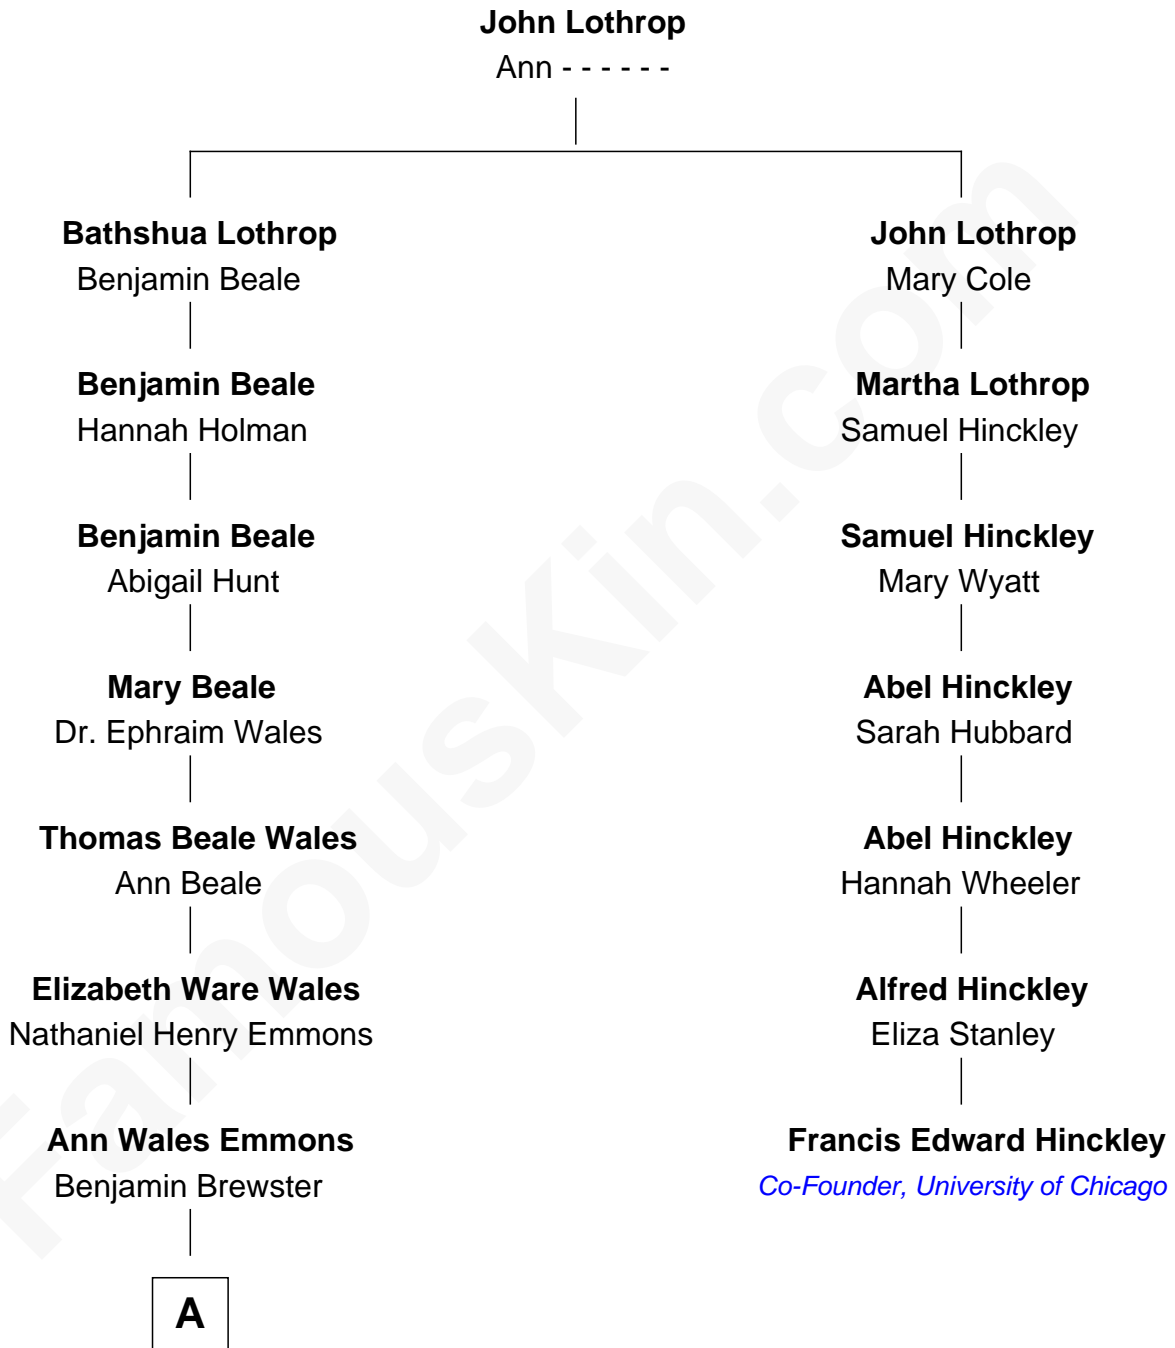 John Lothrop
Ann - - - - - -
Bathshua Lothrop
Benjamin Beale
John Lothrop
Mary Cole
Benjamin Beale
Hannah Holman
Martha Lothrop
Samuel Hinckley
Benjamin Beale
Abigail Hunt
Samuel Hinckley
Mary Wyatt
Mary Beale
Dr. Ephraim Wales
Abel Hinckley
Sarah Hubbard
Thomas Beale Wales
Ann Beale
Abel Hinckley
Hannah Wheeler
Elizabeth Ware Wales
Nathaniel Henry Emmons
Alfred Hinckley
Eliza Stanley
Ann Wales Emmons
Benjamin Brewster
Francis Edward Hinckley
Co-Founder, University of Chicago
A
FamousKin.com